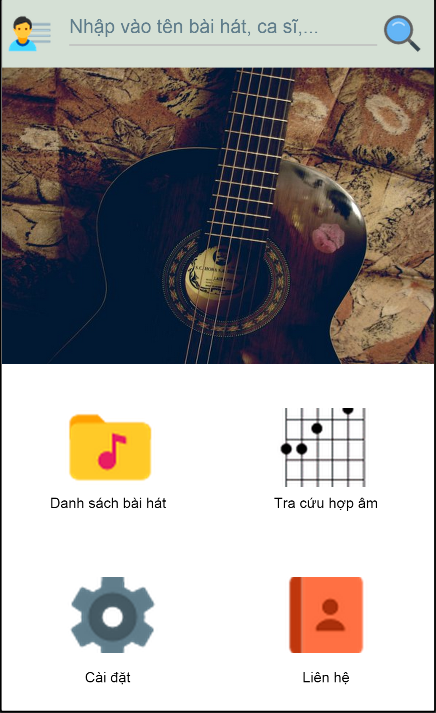 Nhập vào tên bài hát, ca sĩ,...
Danh sách bài hát
Tra cứu hợp âm
Cài đặt
Liên hệ